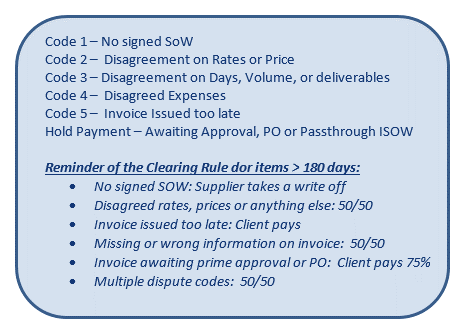 Code 1 – No signed SoW
Code 2 – Disagreement on Rates or Price
Code 3 – Disagreement on Days, Volume, or deliverables
Code 4 – Disagreed Expenses
Code 5 – Invoice Issued too late
Hold Payment – Awaiting Approval, PO or Passthrough ISOW
Reminder of the Clearing Rule dor items > 180 days:
• No signed SOW: Supplier takes a write off
• Disagreed rates, prices or anything else: 50/50
• Invoice issued too late: Client pays
• Missing or wrong information on invoice: 50/50
• Invoice awaiting prime approval or PO: Client pays 75%
• Multiple dispute codes: 50/50